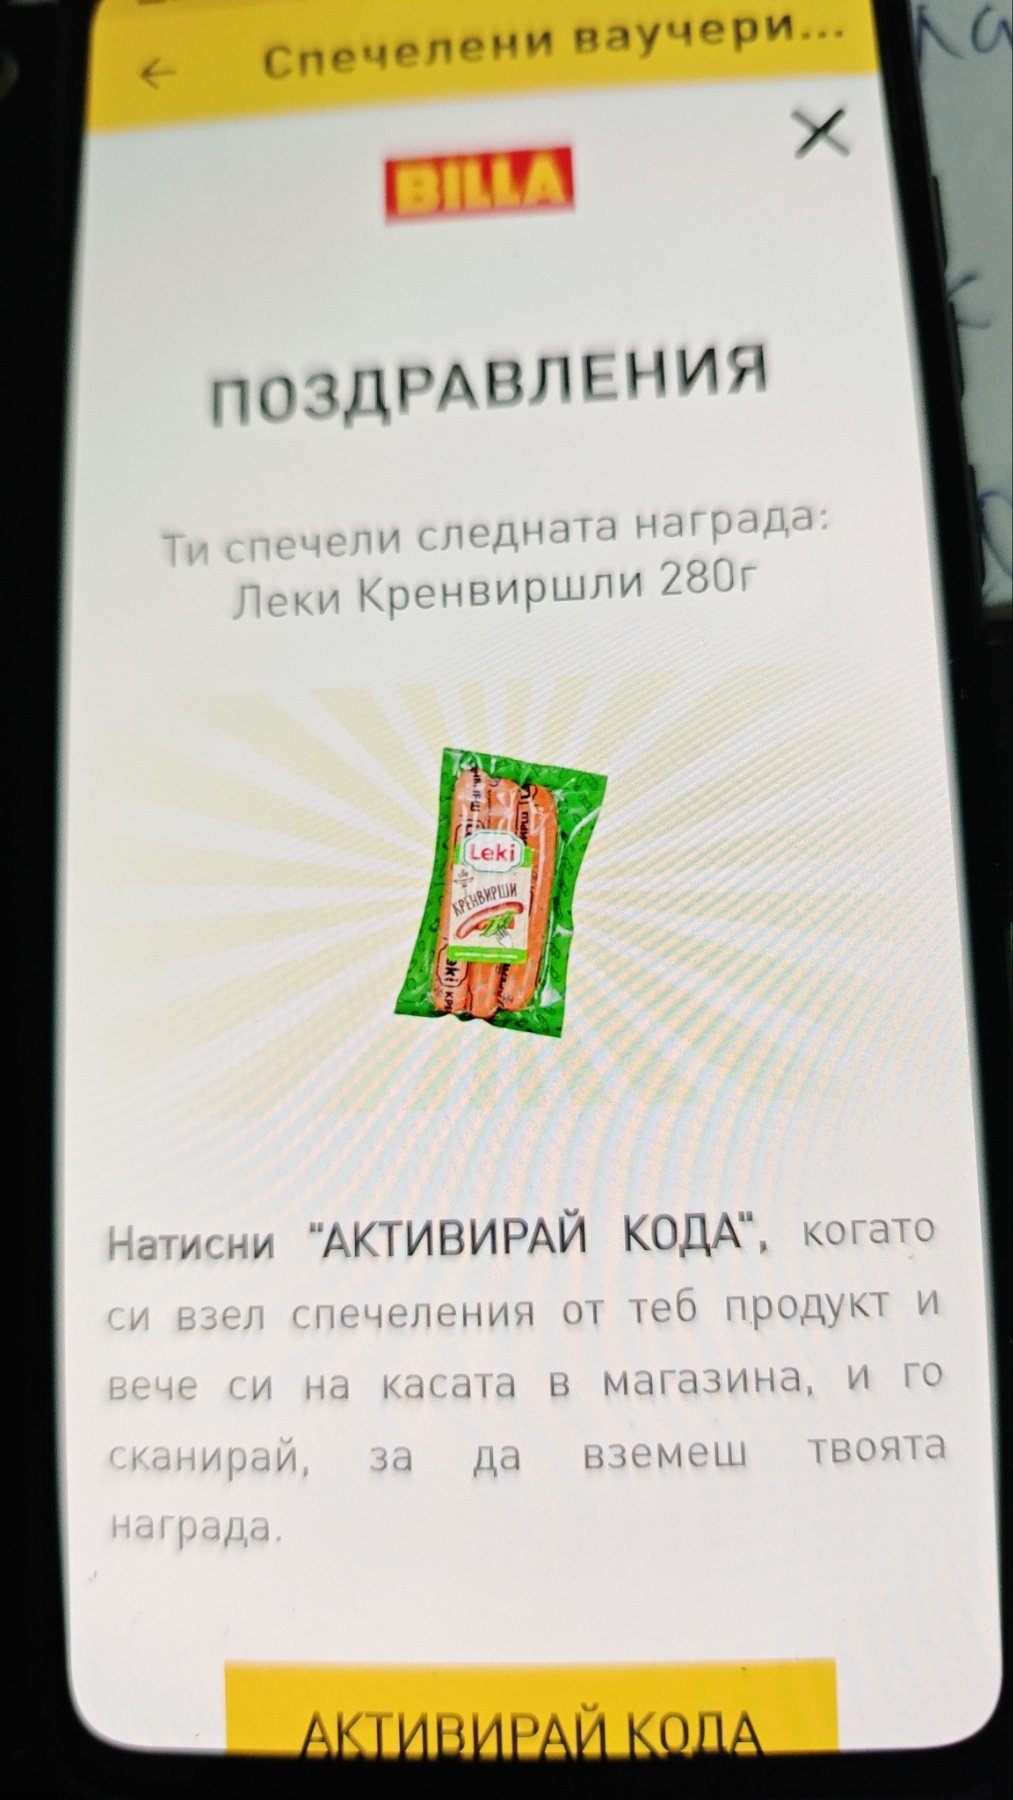 Спечелени ваучери...
BILLA
ПОЗДРАВЛЕНИЯ
Ти спечели следната награда:
Леки Кренвиршли 280г
Leki
КРЕНВИРШИ
Натисни "АКТИВИРАЙ КОДА", когато
си взел спечеления от теб продукт и
вече си на касата в магазина, и го
сканирай, за да вземеш твоята
награда.
АКТИВИРАЙ КОДА